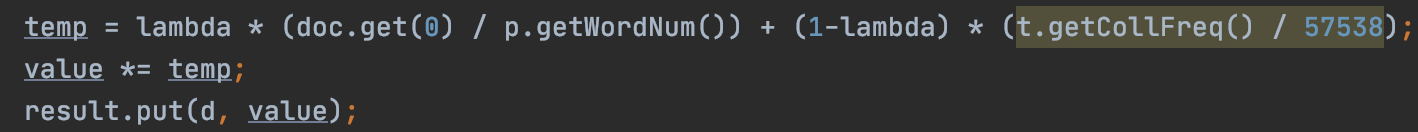 temp = lambda * (doc.get(0) / p.getWordNum()) + (1-lambda) * (t.getCollFreq() / 57538);
value *= temp;
result.put(d, value);